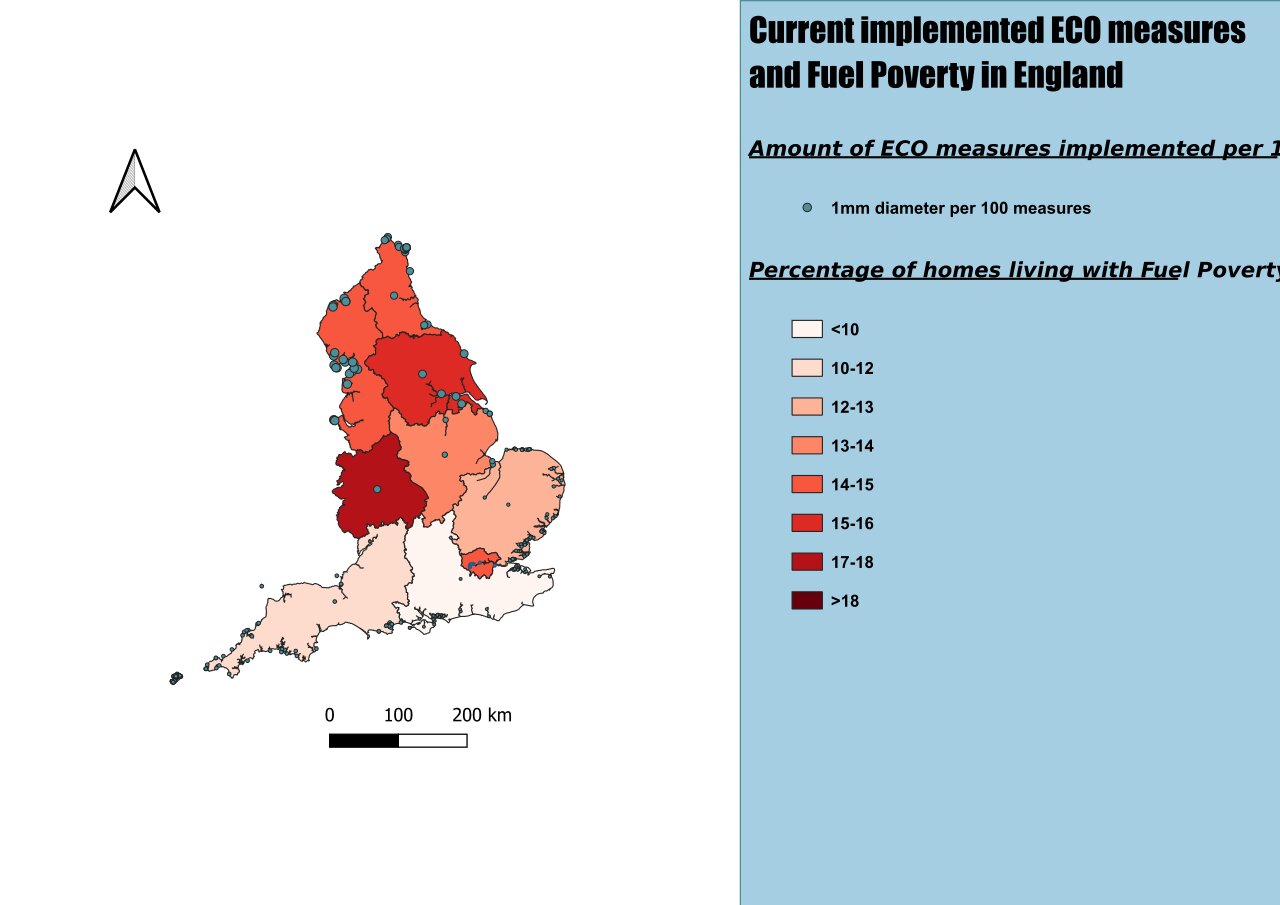 Current implemented ECO measures
and Fuel Poverty in England
Amount of ECO measures implemented per 1
1mm diameter per 100 measures
Percentage of homes living with Fuel Poverty
<10
10-12
12-13
13-14
14-15
15-16
17-18
>18
0 100 200 km